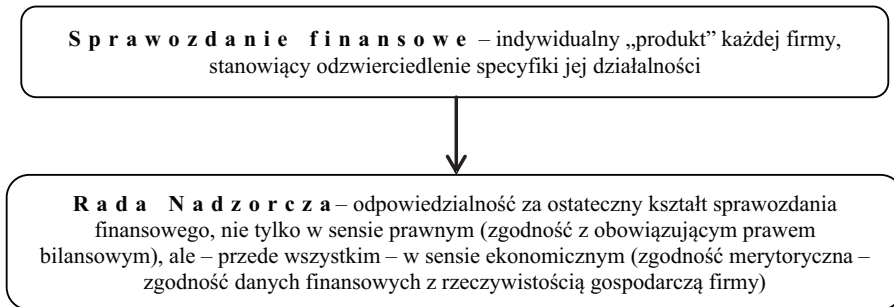 Sprawozdanie finansowe – indywidualny „produkt” każdej firmy,
stanowiący odzwierciedlenie specyfiki jej działalności
Rada Nadzorcza – odpowiedzialność za ostateczny kształt sprawozdania
finansowego, nie tylko w sensie prawnym (zgodność z obowiązującym prawem
bilansowym), ale – przede wszystkim – w sensie ekonomicznym (zgodność merytoryczna –
zgodność danych finansowych z rzeczywistością gospodarczą firmy)